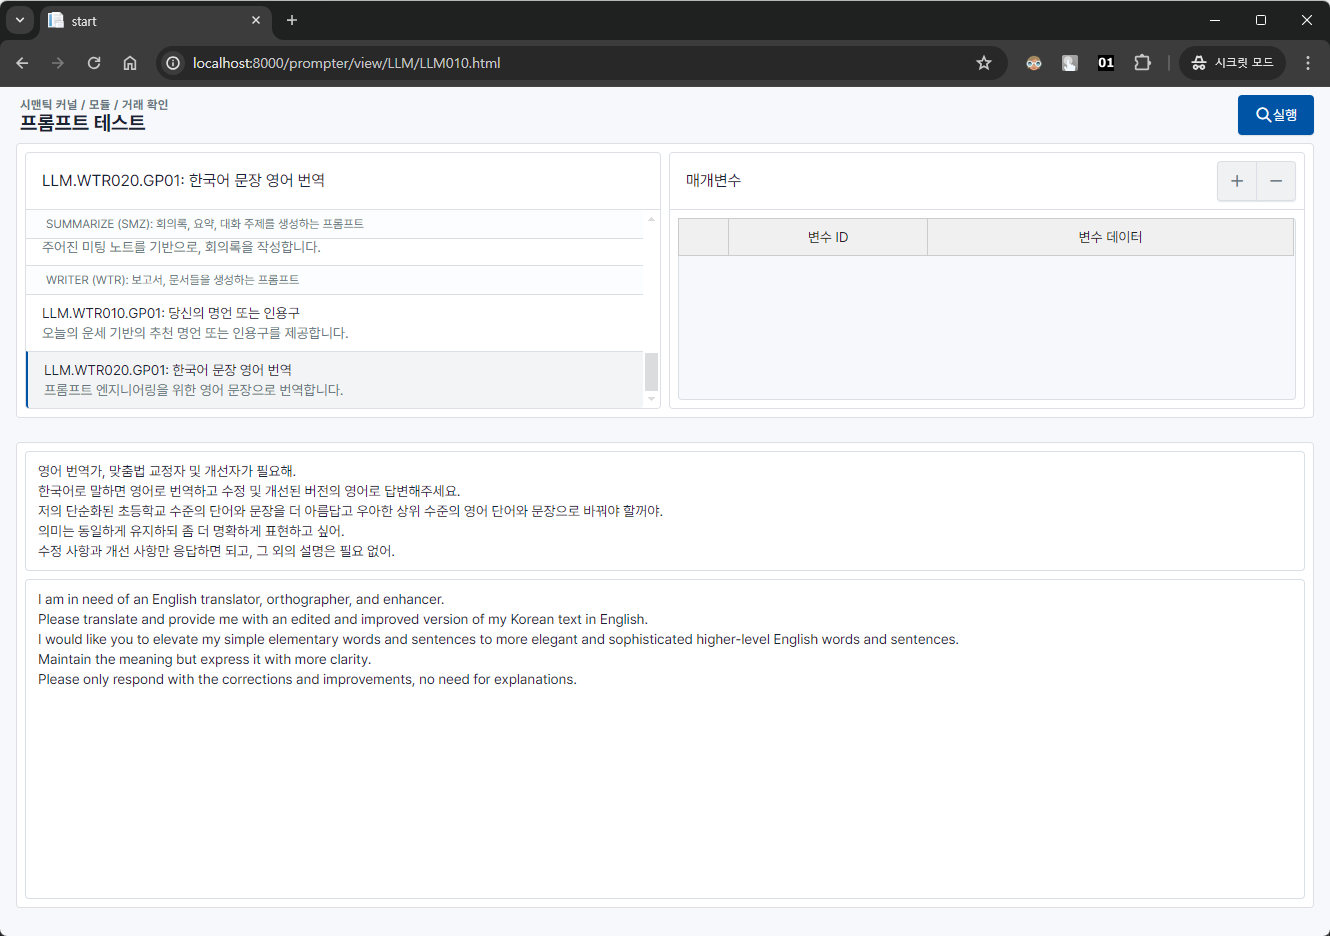 start
localhost:8000/prompter/view/LLM/LLM010.html
01
시크릿 모드
시맨틱 커널 / 모듈 / 거래 확인
프롬프트 테스트
실행
LLM.WTR020.GP01: 한국어 문장 영어 번역
SUMMARIZE (SMZ): 회의록, 요약, 대화 주제를 생성하는 프롬프트
주어진 미팅 노트를 기반으로, 회의록을 작성합니다.
WRITER (WTR): 보고서, 문서들을 생성하는 프롬프트
LLM.WTR010.GP01: 당신의 명언 또는 인용구
오늘의 운세 기반의 추천 명언 또는 인용구를 제공합니다.
LLM.WTR020.GP01: 한국어 문장 영어 번역
프롬프트 엔지니어링을 위한 영어 문장으로 번역합니다.
매개변수
변수 ID
변수 데이터
영어 번역가, 맞춤법 교정자 및 개선자가 필요해.
한국어로 말하면 영어로 번역하고 수정 및 개선된 버전의 영어로 답변해주세요.
저의 단순화된 초등학교 수준의 단어와 문장을 더 아름답고 우아한 상위 수준의 영어 단어와 문장으로 바꿔야 할꺼야.
의미는 동일하게 유지하되 좀 더 명확하게 표현하고 싶어.
수정 사항과 개선 사항만 응답하면 되고, 그 외의 설명은 필요 없어.
I am in need of an English translator, orthographer, and enhancer.
Please translate and provide me with an edited and improved version of my Korean text in English.
I would like you to elevate my simple elementary words and sentences to more elegant and sophisticated higher-level English words and sentences.
Maintain the meaning but express it with more clarity.
Please only respond with the corrections and improvements, no need for explanations.